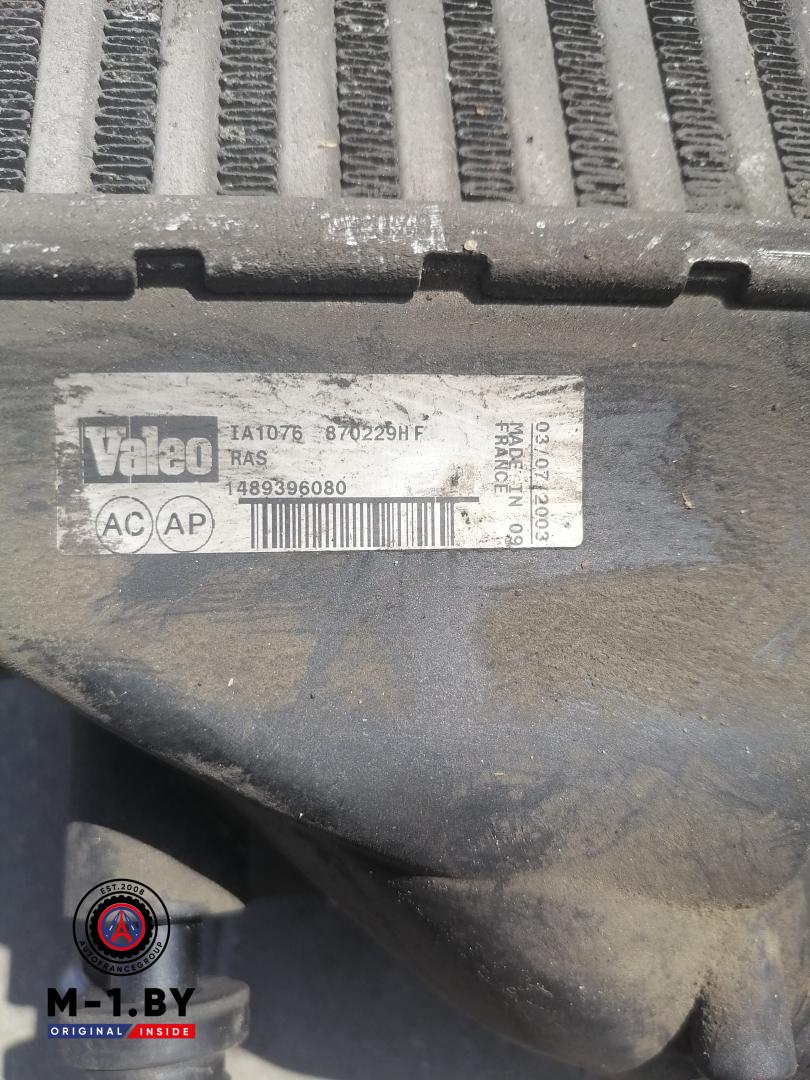 Valeo
IA1076 870229H F
RAS
1489396080
AC AP
03/07/2003
MADE IN 09
FRANCE
EST.2008
AUTOFRANCEGROUP
M-1.BY
ORIGINAL INSIDE